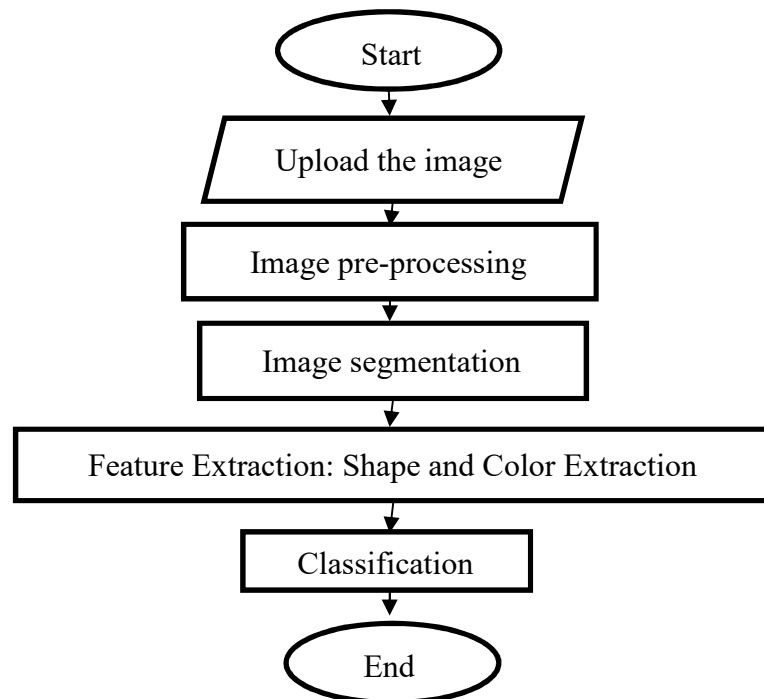 Start
Upload the image
Image pre-processing
Image segmentation
Feature Extraction: Shape and Color Extraction
Classification
End